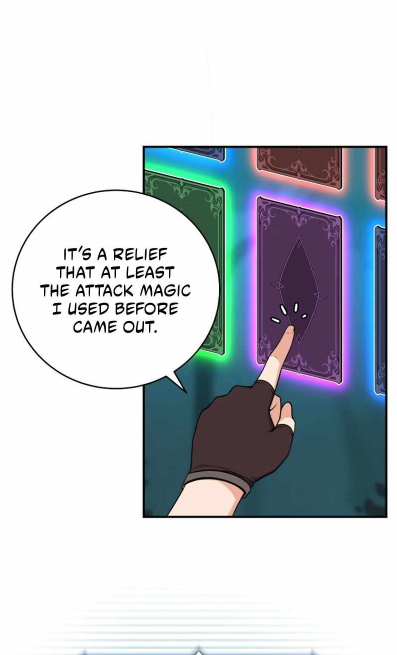 IT'S A RELIEF
THAT AT LEAST
THE ATTACK MAGIC
I USED BEFORE
CAME OUT.